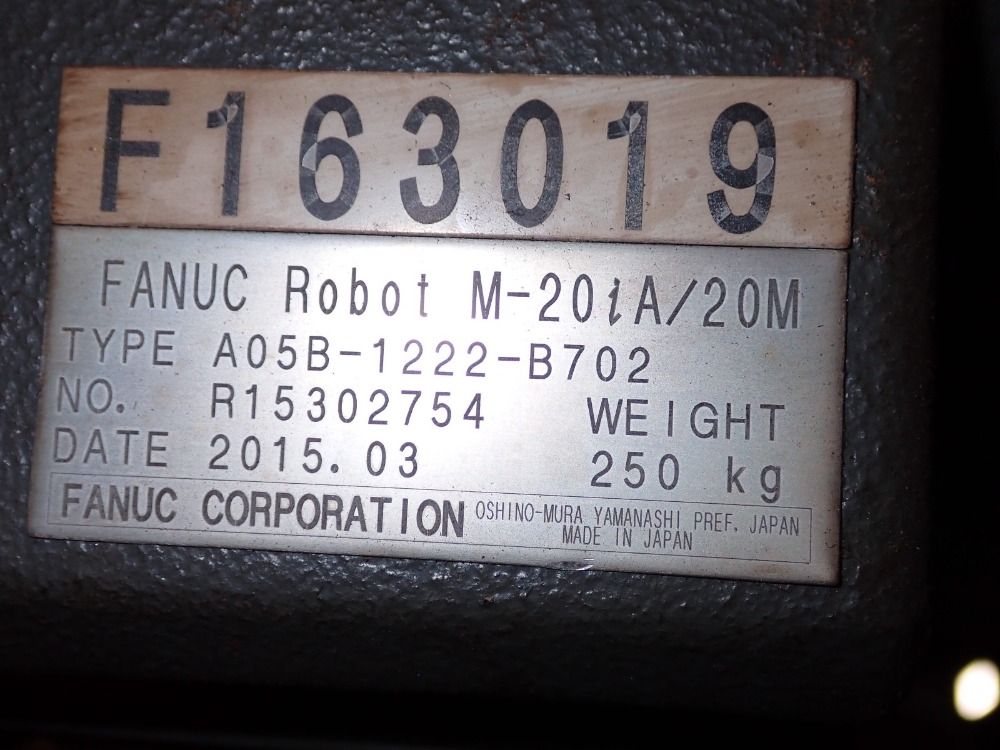 F163019
FANUC Robot M-20iA/20M
TYPE A05B-1222-B702
NO. R15302754 WEIGHT
DATE 2015.03 250 kg
FANUC CORPORATION OSHINO-MURA YAMANASHI PREF. JAPAN
MADE IN JAPAN